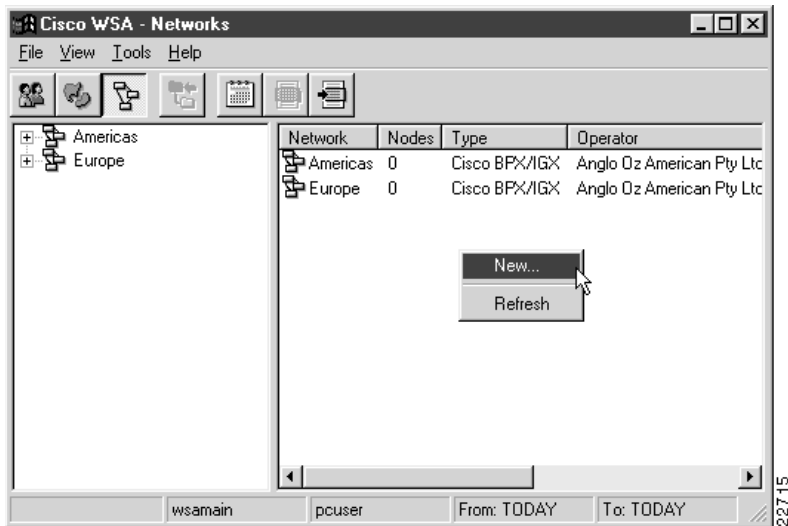 Cisco WSA - Networks
File View Tools Help
Americas
Europe
Network Nodes Type Operator
Americas 0 Cisco BPX/IGX Anglo Oz American Pty Ltc
Europe 0 Cisco BPX/IGX Anglo Oz American Pty Ltc
New...
Refresh
wsamain pcuser From: TODAY To: TODAY
22715